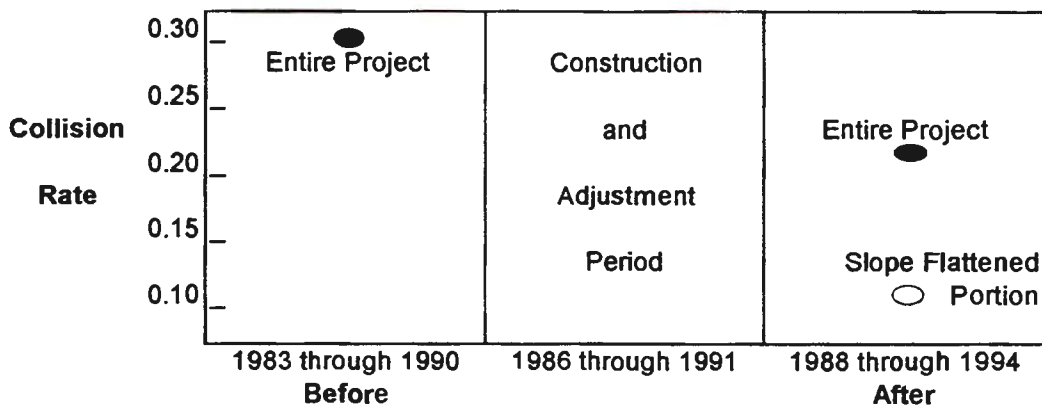 0.30
0.25
0.20
0.15
0.10
Collision
Rate
Entire Project
Construction
and
Adjustment
Period
Entire Project
Slope Flattened
Portion
1983 through 1990
Before
1986 through 1991
1988 through 1994
After